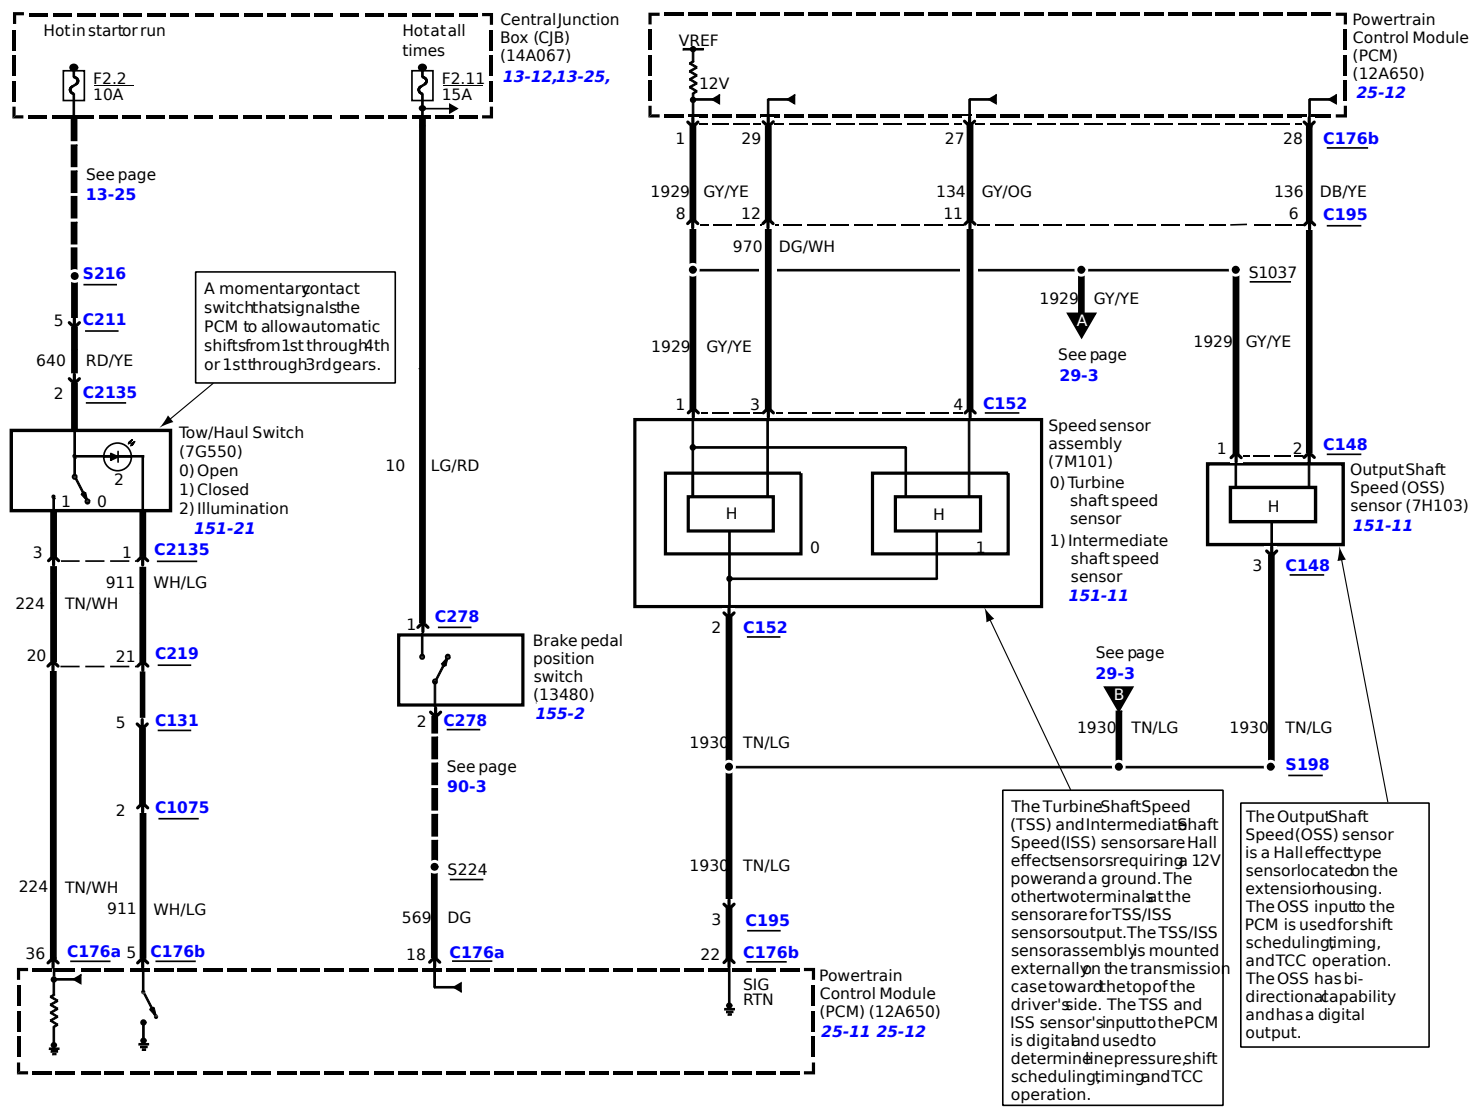 Hot in start or run
F2.2
10A
Hot at all
times
F2.11
15A
Central Junction
Box (CJB)
(14A067)
13-12,13-25,
See page
13-25
S216
5
C211
640
RD/YE
2
C2135
A momentary contact
switch that signals the
PCM to allow automatic
shifts from 1st through 4th
or 1st through 3rd gears.
Tow/Haul Switch
(7G550)
0) Open
1) Closed
2) Illumination
151-21
2
1
0
3
1
C2135
911
WH/LG
224
TN/WH
20
21
C219
5
C131
2
C1075
224
TN/WH
911
WH/LG
36
C176a
5
C176b
10
LG/RD
1
C278
Brake pedal
position
switch
(13480)
155-2
2
C278
See page
90-3
S224
569
DG
18
C176a
VREF
12V
Powertrain
Control Module
(PCM)
(12A650)
25-12
1
29
27
28
C176b
1929
GY/YE
134
GY/OG
136
DB/YE
8
12
11
6
C195
970
DG/WH
S1037
1929
GY/YE
A
See page
29-3
1929
GY/YE
1929
GY/YE
1
3
4
C152
Speed sensor
assembly
(7M101)
0) Turbine
shaft speed
sensor
1) Intermediate
shaft speed
sensor
151-11
H
0
H
1
1
2
C148
H
Output Shaft
Speed (OSS)
sensor (7H103)
151-11
3
C148
2
C152
See page
29-3
B
1930
TN/LG
1930
TN/LG
1930
TN/LG
S198
1930
TN/LG
3
C195
22
C176b
SIG
RTN
Powertrain
Control Module
(PCM) (12A650)
25-11 25-12
The Turbine Shaft Speed
(TSS) and Intermediate Shaft
Speed (ISS) sensors are Hall
effect sensors requiring a 12V
power and a ground. The
other two terminals at the
sensor are for TSS/ISS
sensors output. The TSS/ISS
sensor assembly is mounted
externally on the transmission
case toward the top of the
driver's side. The TSS and
ISS sensor's input to the PCM
is digital and used to
determine line pressure, shift
scheduling, timing and TCC
operation.
The Output Shaft
Speed (OSS) sensor
is a Hall effect type
sensor located on the
extension housing.
The OSS input to the
PCM is used for shift
scheduling, timing,
and TCC operation.
The OSS has bi-
directional capability
and has a digital
output.